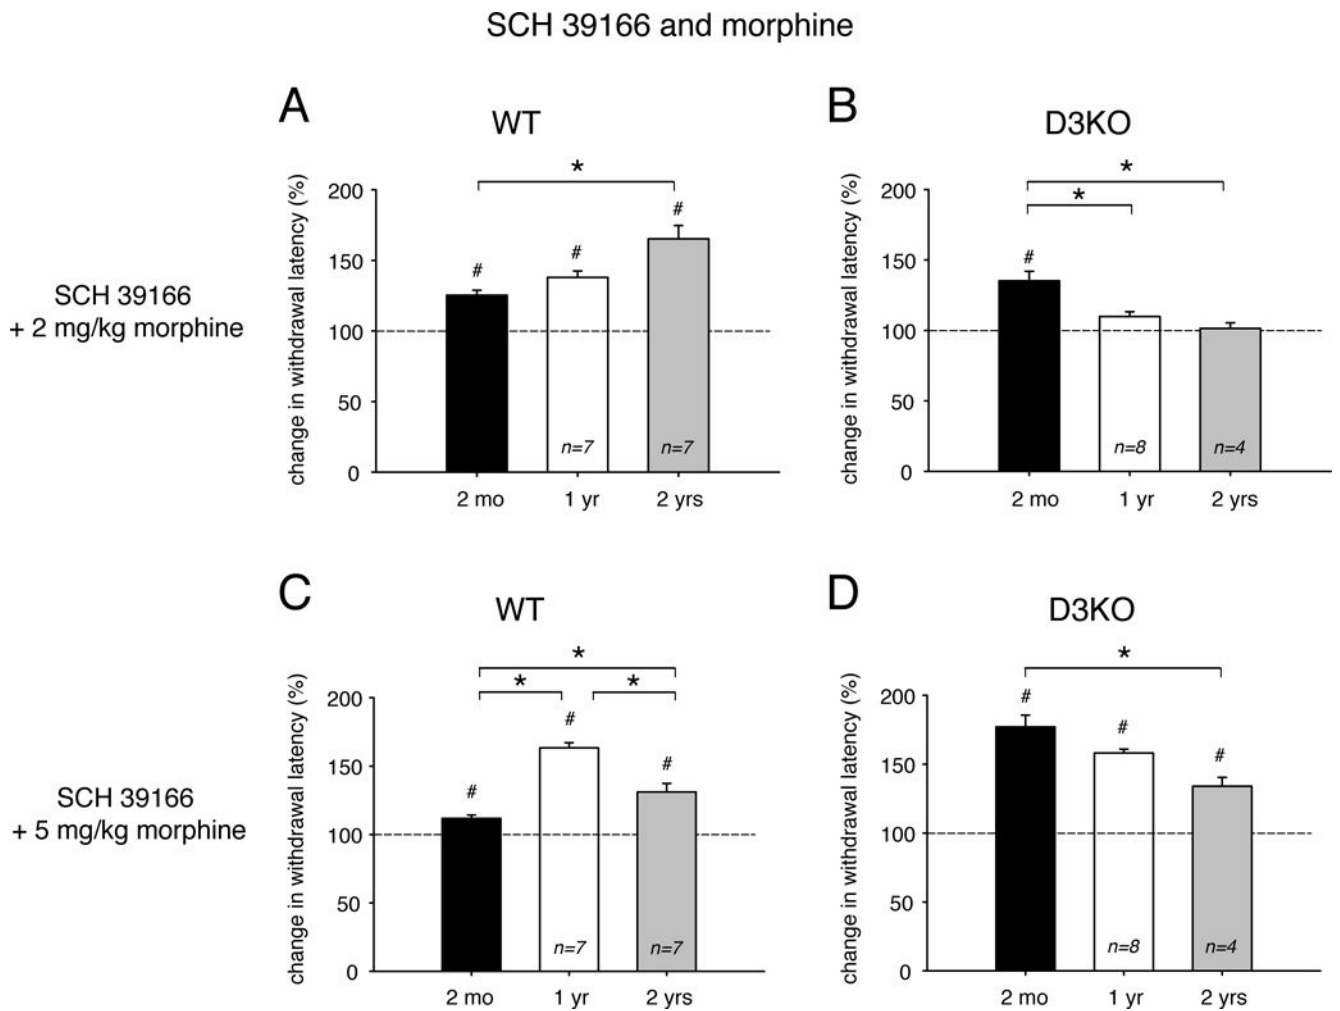 SCH 39166 and morphine
A
WT
*
change in withdrawal latency (%)
200
150
100
50
0
#
#
#
n=7
n=7
2 mo
1 yr
2 yrs
B
D3KO
*
*
change in withdrawal latency (%)
200
150
100
50
0
#
n=8
n=4
2 mo
1 yr
2 yrs
SCH 39166
+ 2 mg/kg morphine
C
WT
*
*
*
change in withdrawal latency (%)
200
150
100
50
0
#
#
#
n=7
n=7
2 mo
1 yr
2 yrs
D
D3KO
*
change in withdrawal latency (%)
200
150
100
50
0
#
#
#
n=8
n=4
2 mo
1 yr
2 yrs
SCH 39166
+ 5 mg/kg morphine